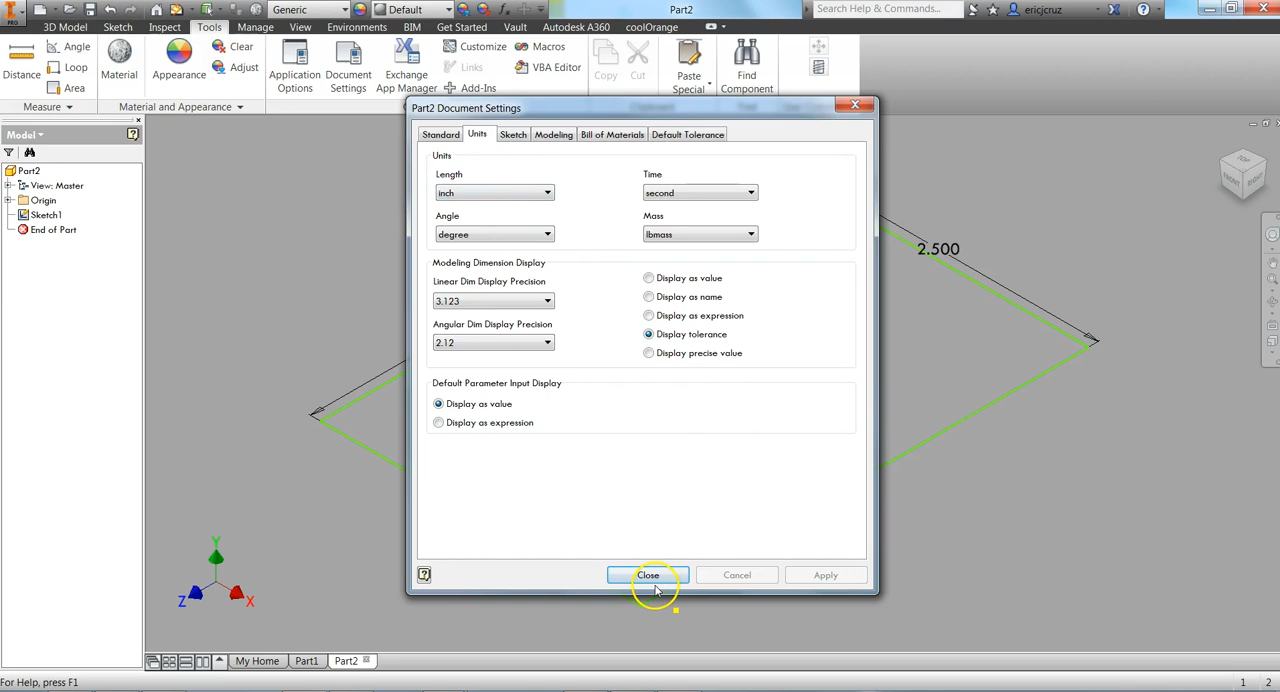 PRO
Generic
Default
Part2
Search Help & Commands...
ericjcruz
3D Model Sketch Inspect Tools Manage View Environments BIM Get Started Vault Autodesk A360 coolOrange
Distance
Angle
Loop
Area
Material
Appearance
Clear
Adjust
Application Options
Document Settings
Exchange App Manager
Customize
Links
Add-Ins
Macros
VBA Editor
Copy
Cut
Paste Special
Find Component
Measure
Material and Appearance
Clipboard
Find
Model
Part2
View: Master
Origin
Sketch1
End of Part
Part2 Document Settings
Standard Units Sketch Modeling Bill of Materials Default Tolerance
Units
Length
inch
Time
second
Angle
degree
Mass
lbmass
Modeling Dimension Display
Linear Dim Display Precision
3.123
Angular Dim Display Precision
2.12
Display as value
Display as name
Display as expression
Display tolerance
Display precise value
Default Parameter Input Display
Display as value
Display as expression
Close Cancel Apply
2.500
TOP
FRONT
RIGHT
Y
Z
X
My Home Part1 Part2
For Help, press F1
1 2